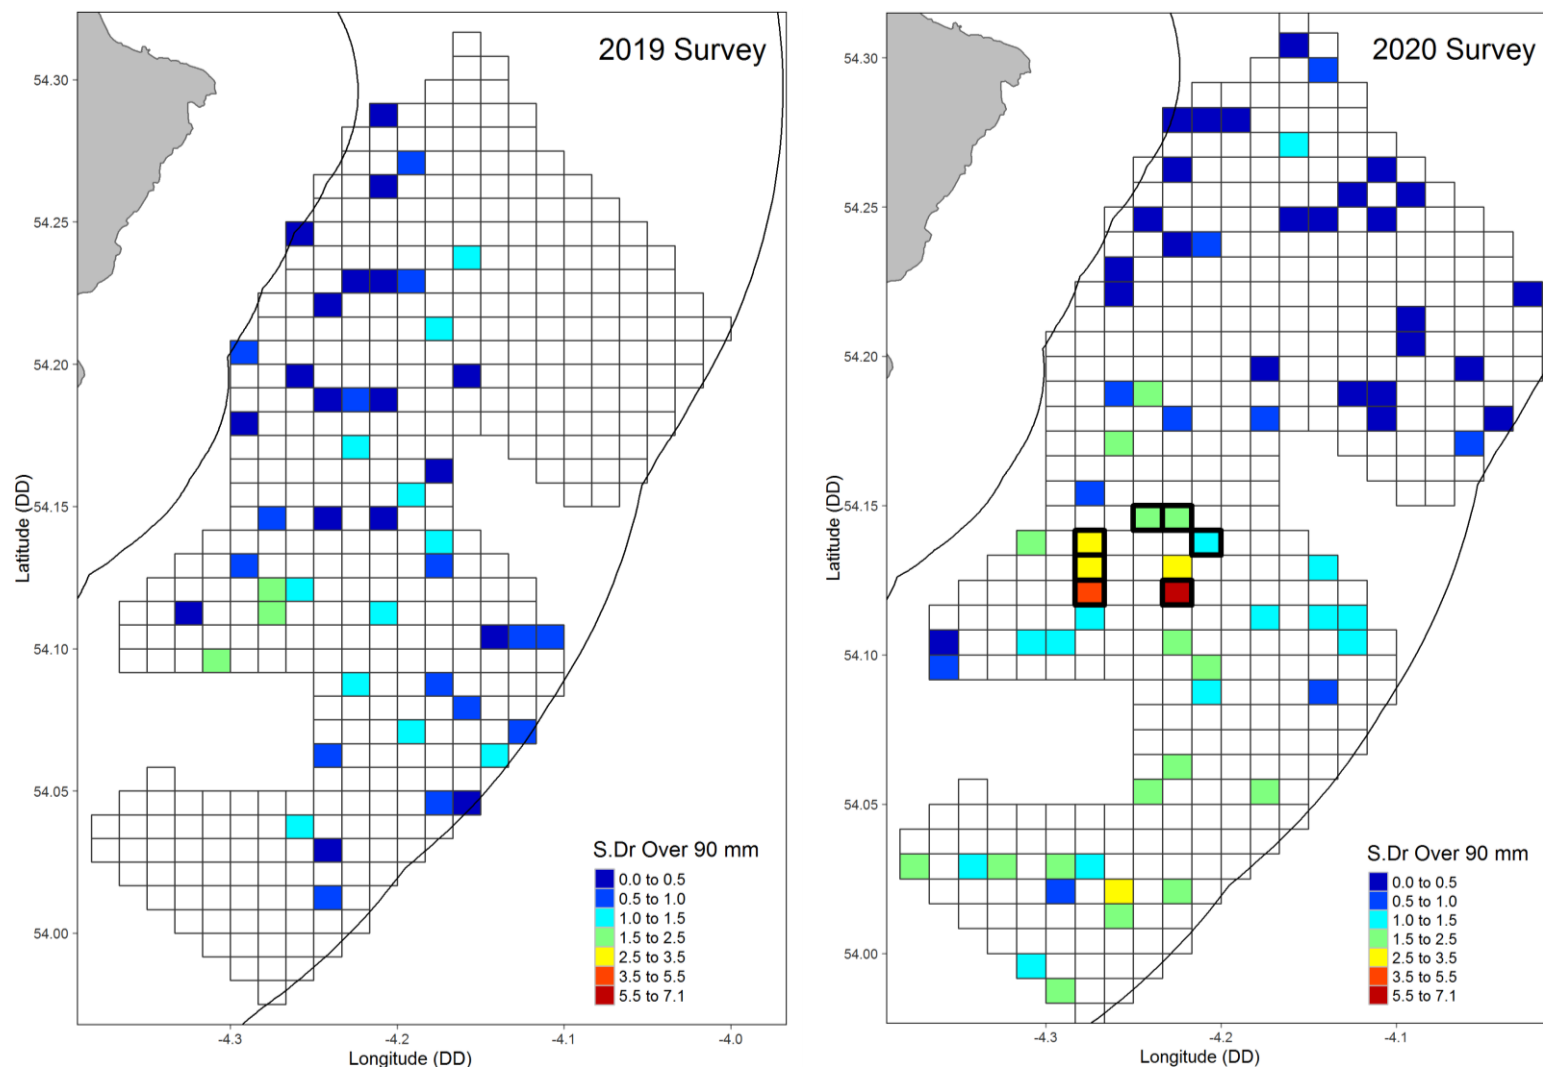 2019 Survey
54.30
54.25
54.20
54.15
54.10
54.05
54.00
Latitude (DD)
S.Dr Over 90 mm
0.0 to 0.5
0.5 to 1.0
1.0 to 1.5
1.5 to 2.5
2.5 to 3.5
3.5 to 5.5
5.5 to 7.1
-4.3
-4.2
-4.1
-4.0
Longitude (DD)
2020 Survey
54.30
54.25
54.20
54.15
54.10
54.05
54.00
Latitude (DD)
S.Dr Over 90 mm
0.0 to 0.5
0.5 to 1.0
1.0 to 1.5
1.5 to 2.5
2.5 to 3.5
3.5 to 5.5
5.5 to 7.1
-4.3
-4.2
-4.1
Longitude (DD)